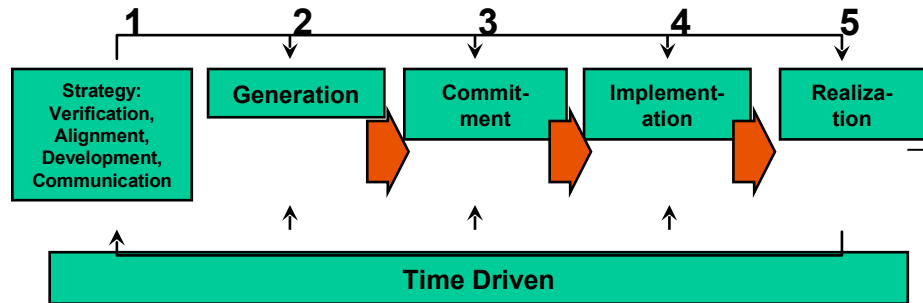 1 2 3 4 5
Strategy:
Verification,
Alignment,
Development,
Communication
Generation
Commit-
ment
Implement-
ation
Realiza-
tion
Time Driven